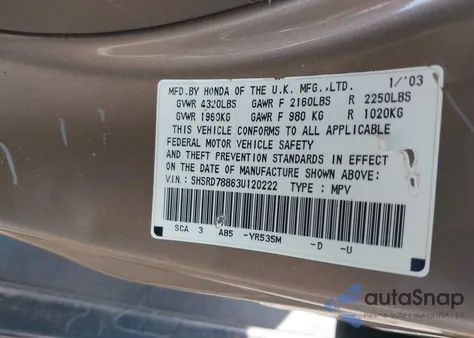 MFD.BY HONDA OF THE U.K. MFG.,LTD. 1/'03
GVWR 4320LBS GAWR F 2160LBS R 2250LBS
GVWR 1960KG GAWR F 980 KG R 1020KG
THIS VEHICLE CONFORMS TO ALL APPLICABLE
FEDERAL MOTOR VEHICLE SAFETY
AND THEFT PREVENTION STANDARDS IN EFFECT
ON THE DATE OF MANUFACTURE SHOWN ABOVE:
V.I.N.: SHSRD78863U120222 TYPE : MPV
SCA 3 AB5 -YR535M -D -U
autoSnap